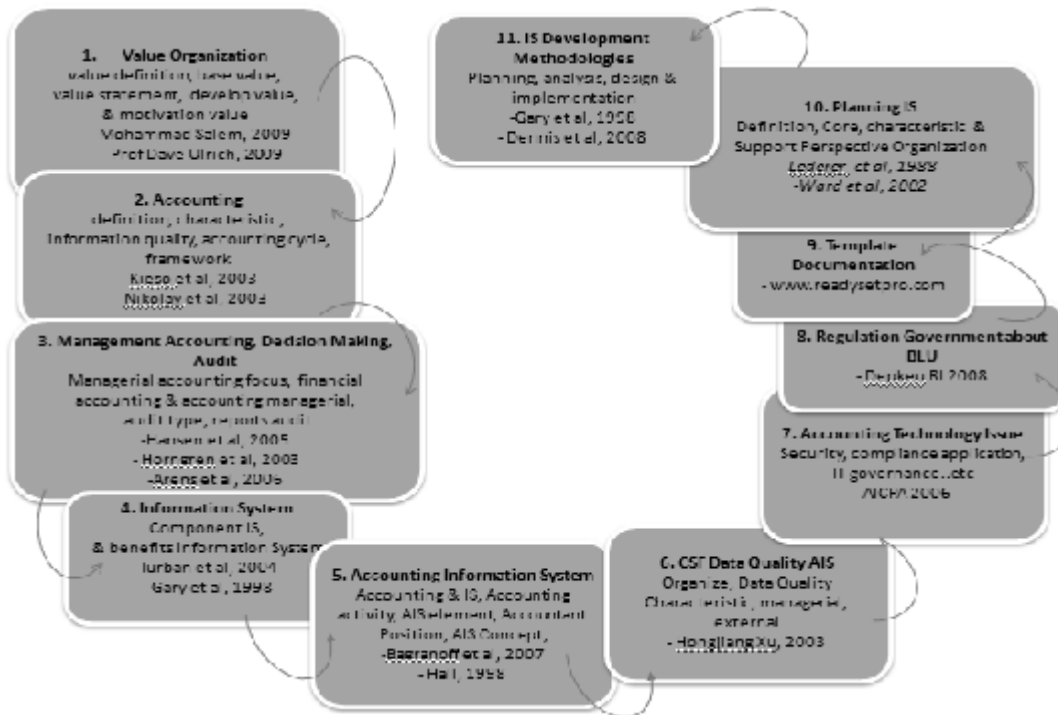 1. Value Organization
value definition, base value,
value statement, develop value,
& motivation value
Mohammad Salem, 2009
Prof Dave Ulrich, 2009
2. Accounting
definition, characteristic,
information quality, accounting cycle,
framework
Kieso et al, 2003
Nikolay et al, 2003
3. Management Accounting, Decision Making,
Audit
Managerial accounting focus, financial
accounting & accounting managerial,
audit type, reports audit
-Hansen et al, 2005
-Horngren et al, 2003
-Arens et al, 2006
4. Information System
Component IS,
& benefits Information System
Turban et al, 2004
Gary et al, 1998
5. Accounting Information System
Accounting & IS, Accounting
activity, AIS element, Accountant
Position, AIS Concept,
-Bagranoff et al, 2007
- Hall, 1998
6. CSF Data Quality AIS
Organize, Data Quality
Characteristic, managerial,
external
- Hongjiang Xu, 2003
7. Accounting Technology Issue
Security, compliance application,
IT governance..etc
AICPA 2006
8. Regulation Government about
BLU
- Depkeu RI 2008
9. Template
Documentation
- www.readysetpro.com
10. Planning IS
Definition, Core, characteristic &
Support Perspective Organization
Lederer, et al, 1988
-Ward et al, 2002
11. IS Development
Methodologies
Planning, analysis, design &
implementation
-Gary et al, 1998
-Dennis et al, 2008